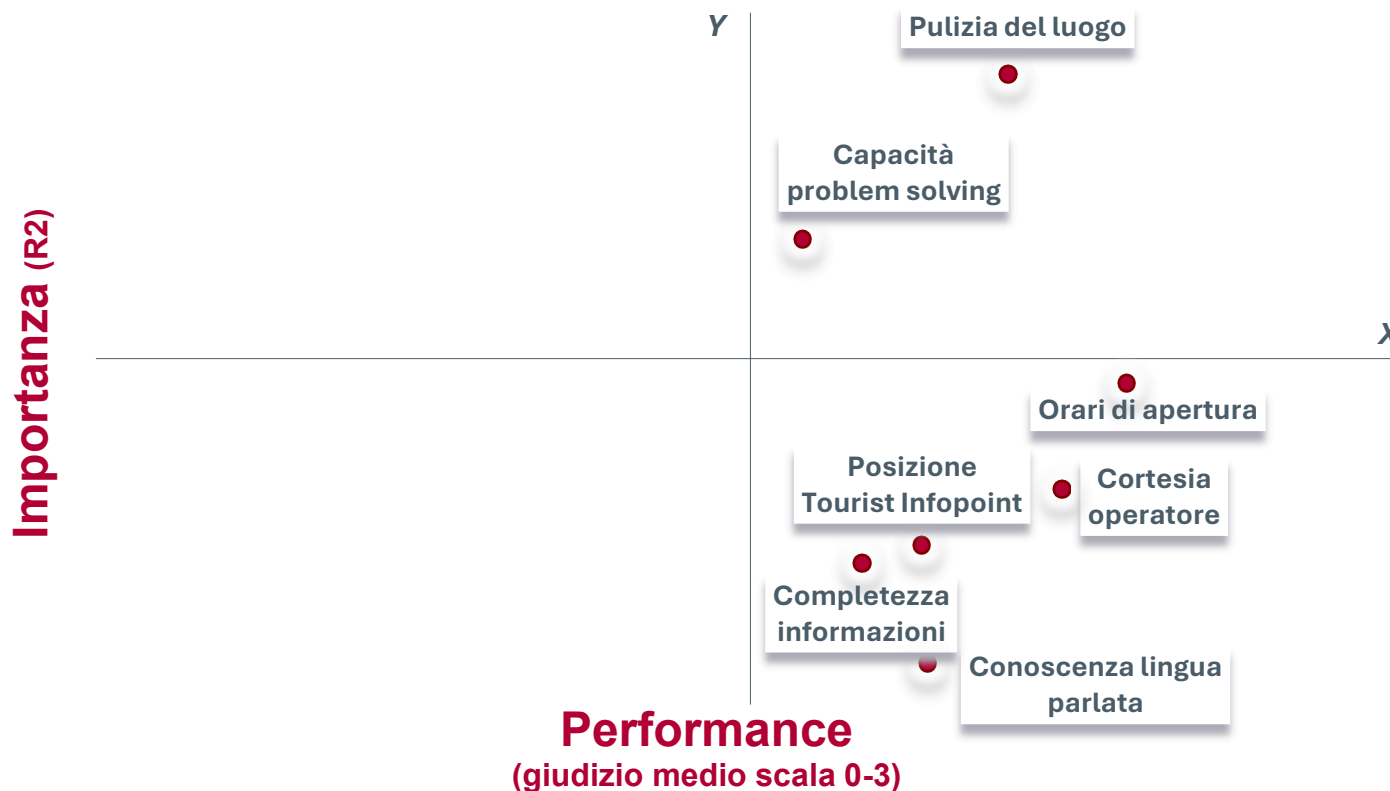 Y
Pulizia del luogo
Capacità
problem solving
X
Importanza (R2)
Orari di apertura
Posizione
Tourist Infopoint
Cortesia
operatore
Completezza
informazioni
Conoscenza lingua
parlata
Performance
(giudizio medio scala 0-3)